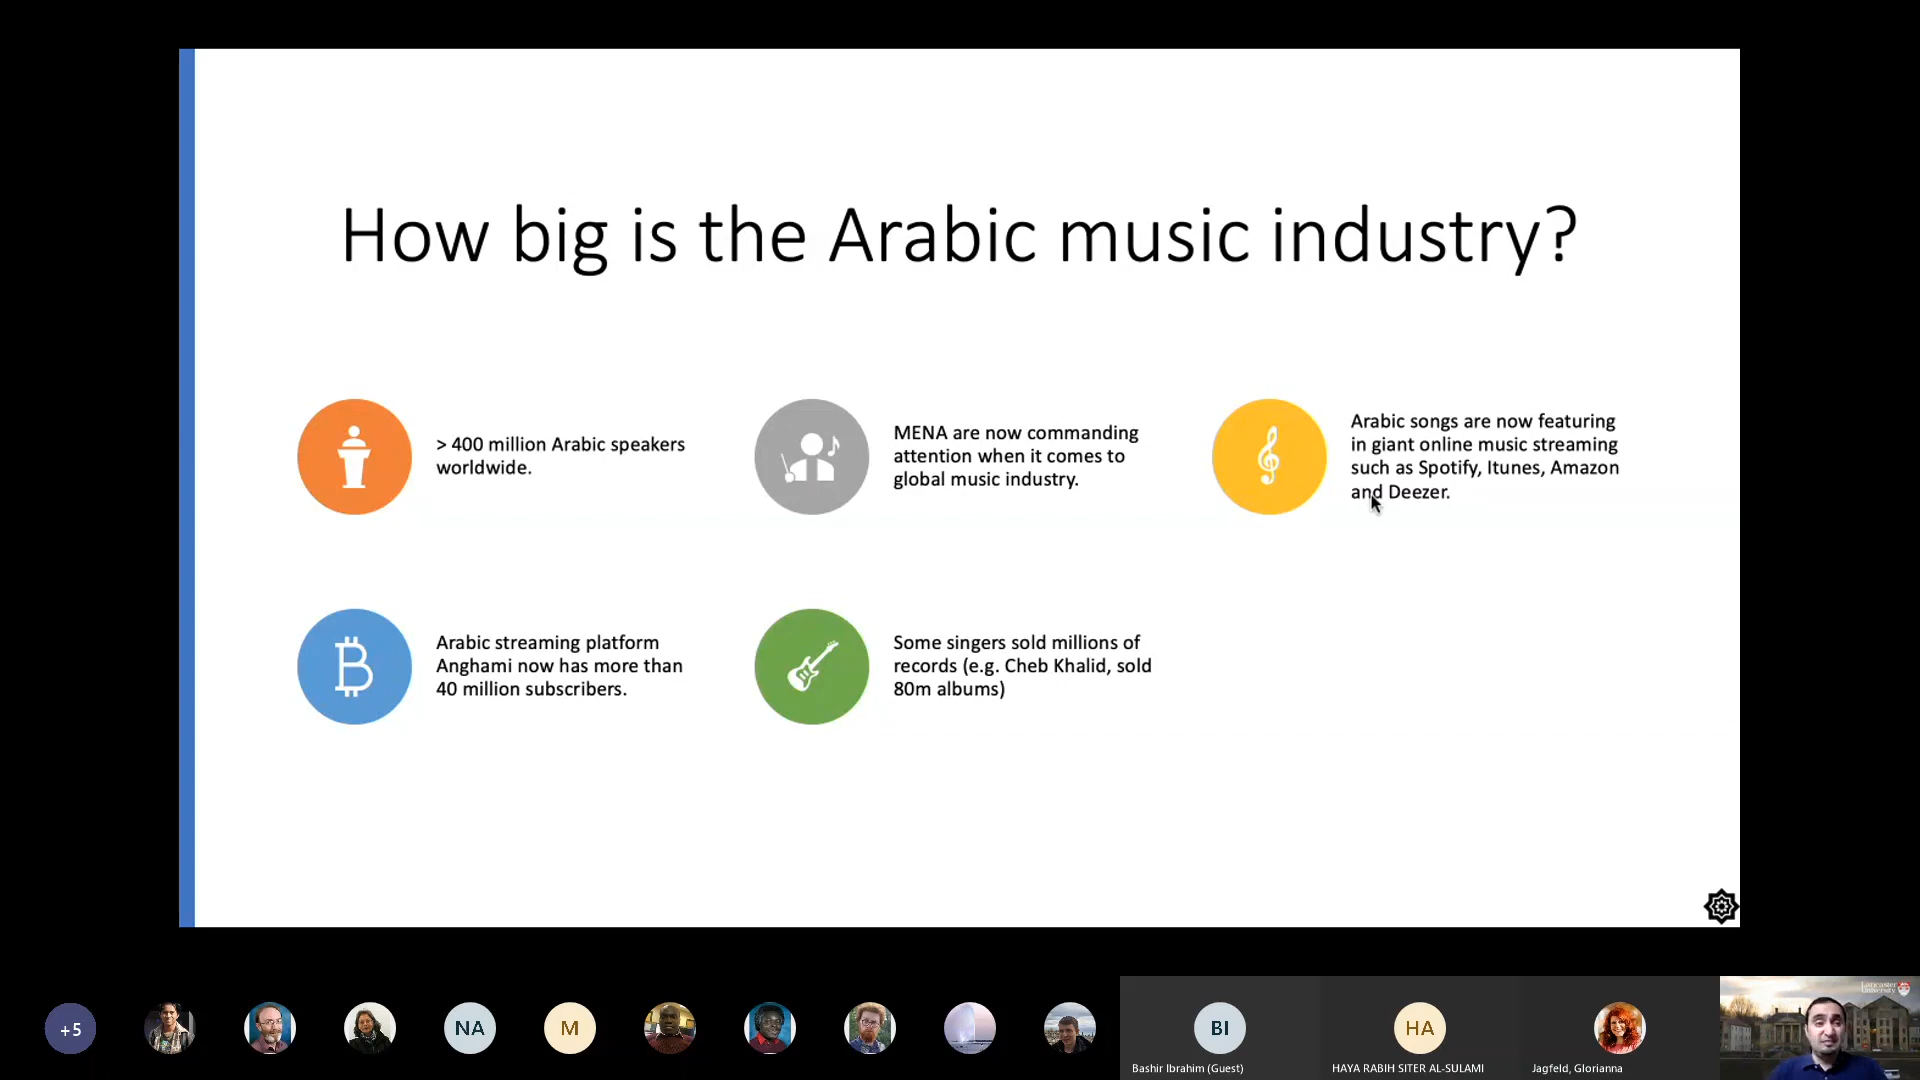 How big is the Arabic music industry?
> 400 million Arabic speakers
worldwide.
MENA are now commanding
attention when it comes to
global music industry.
Arabic songs are now featuring
in giant online music streaming
such as Spotify, Itunes, Amazon
and Deezer.
Arabic streaming platform
Anghami now has more than
40 million subscribers.
Some singers sold millions of
records (e.g. Cheb Khalid, sold
80m albums)
+5
NA
M
BI
Bashir Ibrahim (Guest)
HA
HAYA RABIH SITER AL-SULAMI
Jagfeld, Glorianna
Lancaster
University